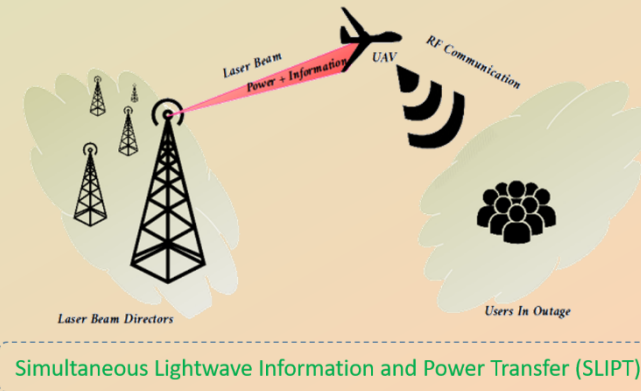 Laser Beam
Power + Information
UAV
RF Communication
Laser Beam Directors
Users In Outage
Simultaneous Lightwave Information and Power Transfer (SLIPT)